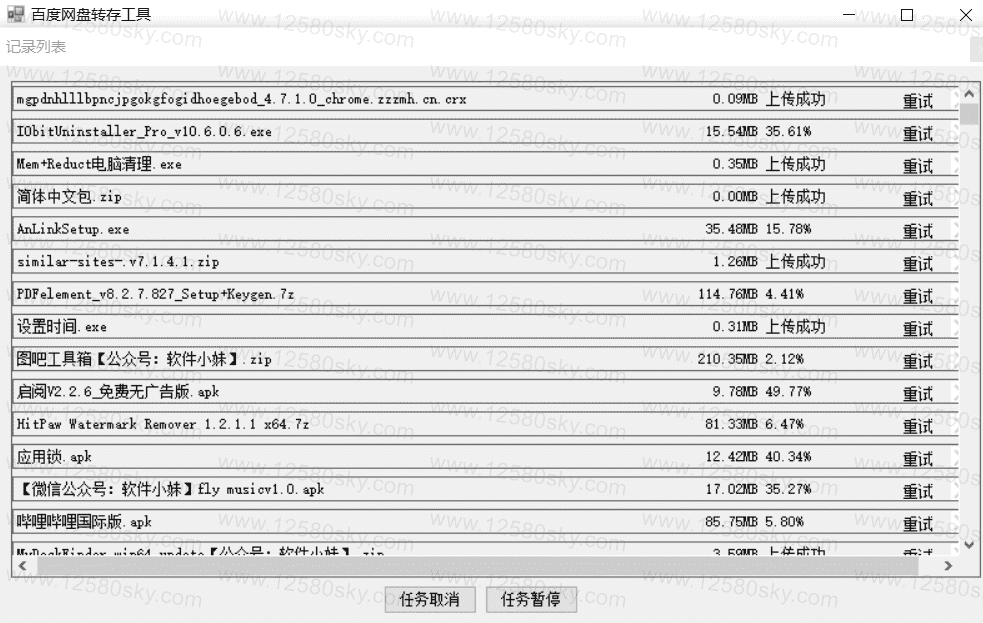 百度网盘转存工具
记录列表
mgpdnhlllbpncjpgokgfogidhoegebod_4.7.1.0_chrome.zzzmh.cn.crx 0.09MB 上传成功 重试
IObitUninstaller_Pro_v10.6.0.6.exe 15.54MB 35.61% 重试
Mem+Reduct电脑清理.exe 0.35MB 上传成功 重试
简体中文包.zip 0.00MB 上传成功 重试
AnLinkSetup.exe 35.48MB 15.78% 重试
similar-sites-.v7.1.4.1.zip 1.26MB 上传成功 重试
PDFelement_v8.2.7.827_Setup+Keygen.7z 114.76MB 4.41% 重试
设置时间.exe 0.31MB 上传成功 重试
图吧工具箱【公众号：软件小妹】.zip 210.35MB 2.12% 重试
启阅V2.2.6_免费无广告版.apk 9.78MB 49.77% 重试
HitPaw Watermark Remover 1.2.1.1 x64.7z 81.33MB 6.47% 重试
应用锁.apk 12.42MB 40.34% 重试
【微信公众号：软件小妹】fly musicv1.0.apk 17.02MB 35.27% 重试
哔哩哔哩国际版.apk 85.75MB 5.80% 重试
MyDockFinder_win64_update【公众号：软件小妹】.zip 3.59MB 上传成功 重试
任务取消 任务暂停
www.12580sky.com